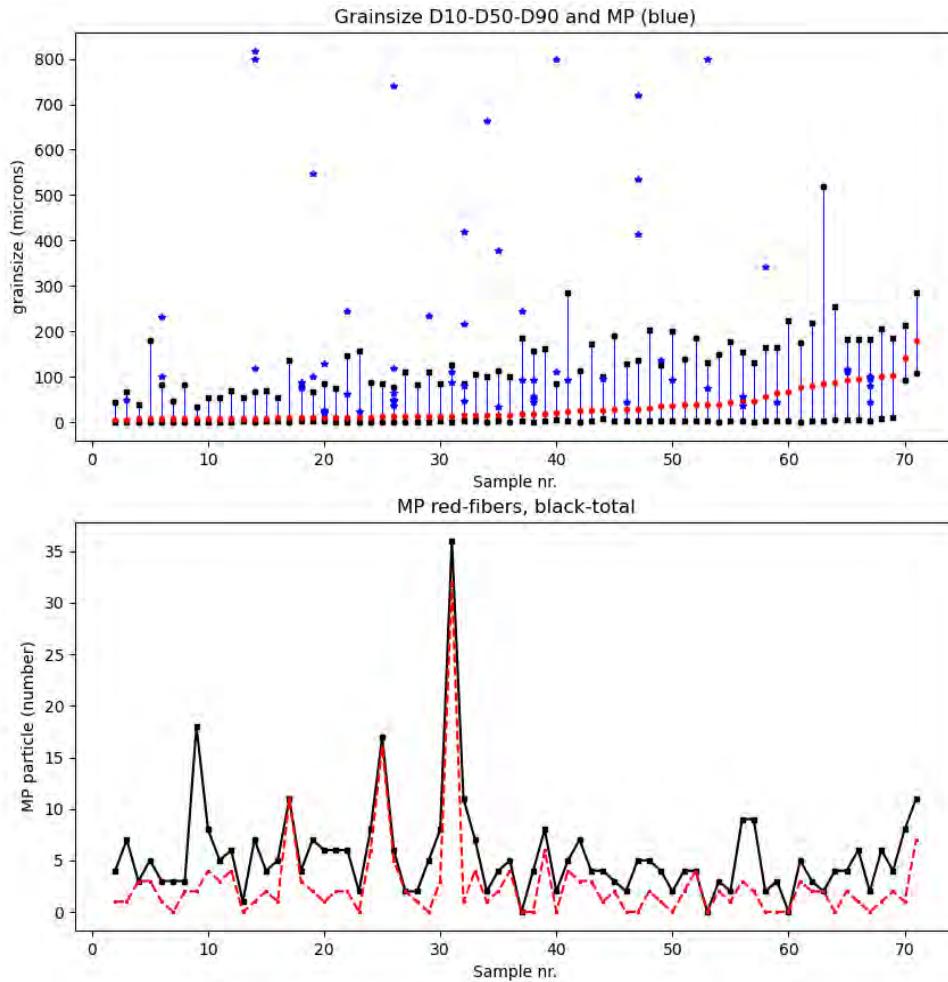 Grainsize D10-D50-D90 and MP (blue)
800
700
600
500
400
300
200
100
0
grainsize (microns)
0 10 20 30 40 50 60 70
Sample nr.
MP red-fibers, black-total
35
30
25
20
15
10
5
0
MP particle (number)
0 10 20 30 40 50 60 70
Sample nr.